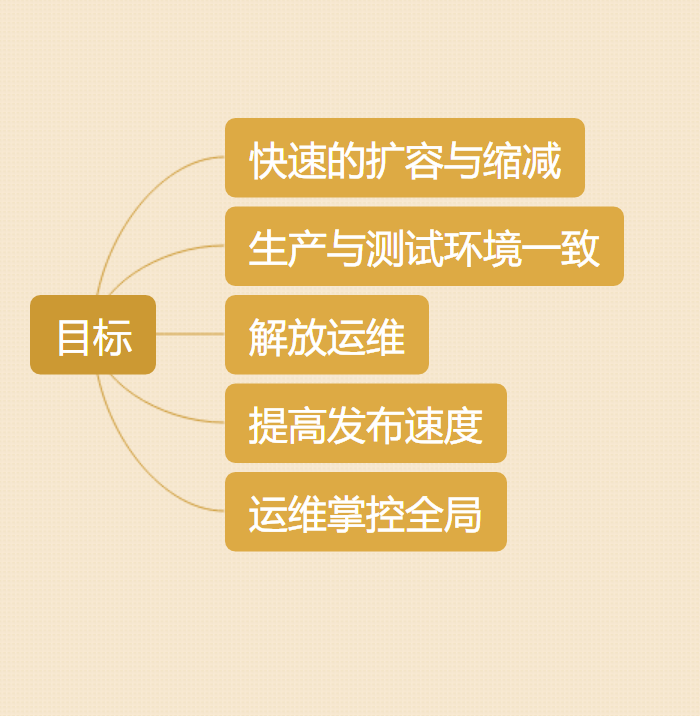 快速的扩容与缩减
生产与测试环境一致
目标
解放运维
提高发布速度
运维掌控全局